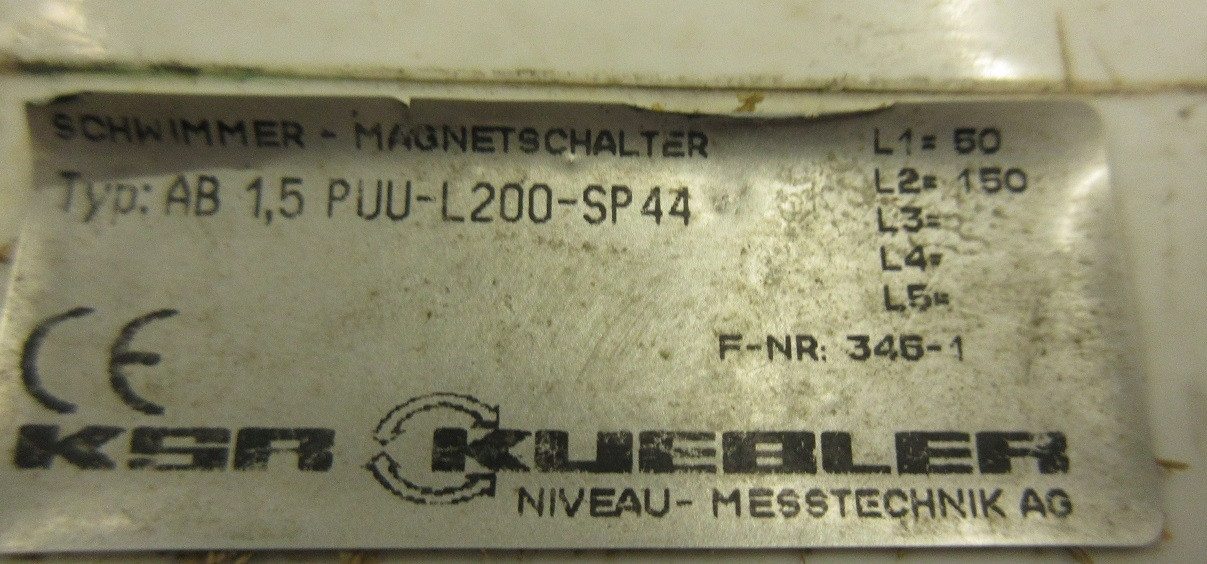 SCHWIMMER - MAGNETSCHALTER
Typ: AB 1,5 PUU-L200-SP44
L1= 50
L2= 150
L3=
L4=
L5=
F-NR: 346-1
CE
KSR KUEBLER
NIVEAU- MESSTECHNIK AG